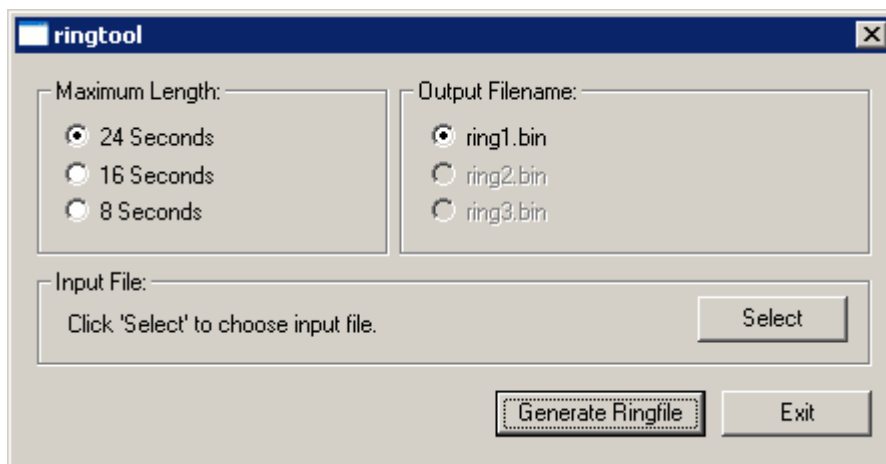 ringtool
Maximum Length:
24 Seconds
16 Seconds
8 Seconds
Output Filename:
ring1.bin
ring2.bin
ring3.bin
Input File:
Click 'Select' to choose input file.
Select
Generate Ringfile
Exit